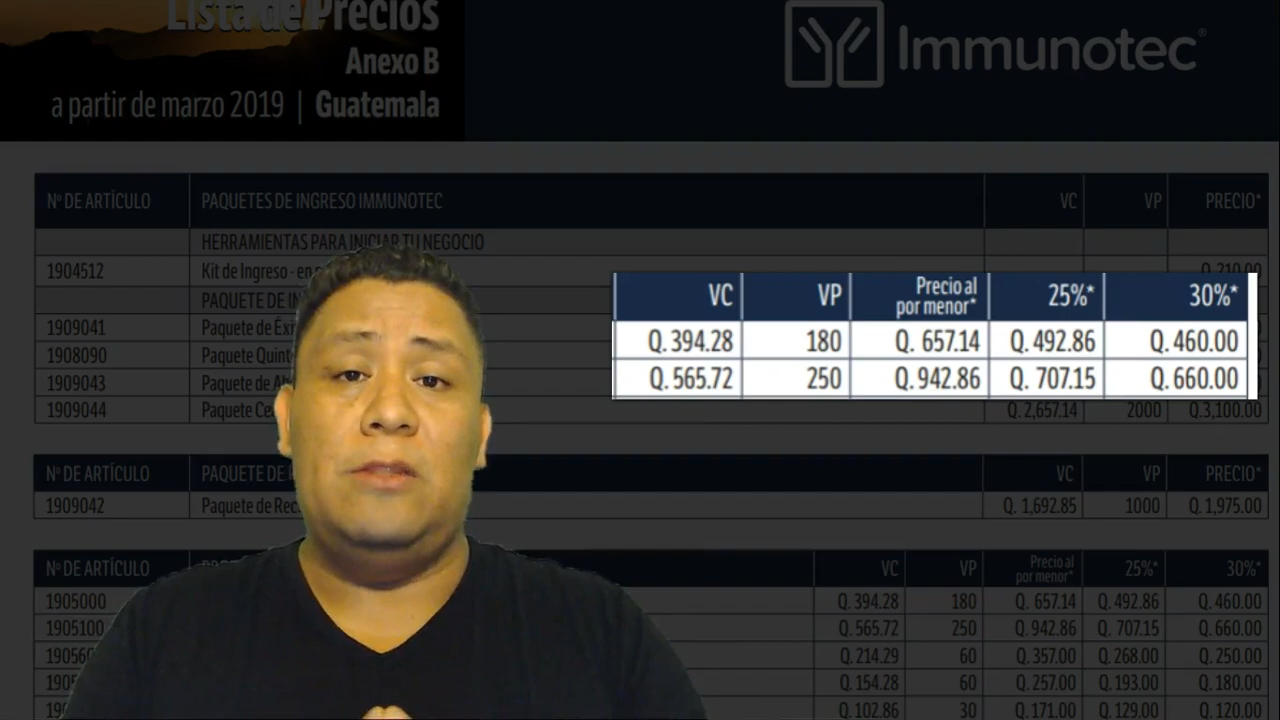 Lista de Precios
Anexo B
a partir de marzo 2019 | Guatemala
Immunotec®
Nº DE ARTÍCULO PAQUETES DE INGRESO IMMUNOTEC VC VP PRECIO*
HERRAMIENTAS PARA INICIAR TU NEGOCIO
1904512 Kit de Ingreso - en Q.210.00
PAQUETE DE
1909041 Paquete de
1908090 Paquete
1909043 Paquete de
1909044 Paquete Q.2,657.14 2000 Q.3,100.00
VC VP Precio al por menor* 25%* 30%*
Q. 394.28 180 Q. 657.14 Q. 492.86 Q. 460.00
Q. 565.72 250 Q. 942.86 Q. 707.15 Q. 660.00
Nº DE ARTÍCULO PAQUETE DE VC VP PRECIO*
1909042 Paquete de Q. 1,692.85 1000 Q. 1,975.00
Nº DE ARTÍCULO VC VP Precio al por menor* 25%* 30%*
1905000 Q. 394.28 180 Q. 657.14 Q. 492.86 Q. 460.00
1905100 Q. 565.72 250 Q. 942.86 Q. 707.15 Q. 660.00
Q. 214.29 60 Q. 357.00 Q. 268.00 Q. 250.00
Q. 154.28 60 Q. 257.00 Q. 193.00 Q. 180.00
Q. 102.86 30 Q. 171.00 Q. 129.00 Q. 120.00